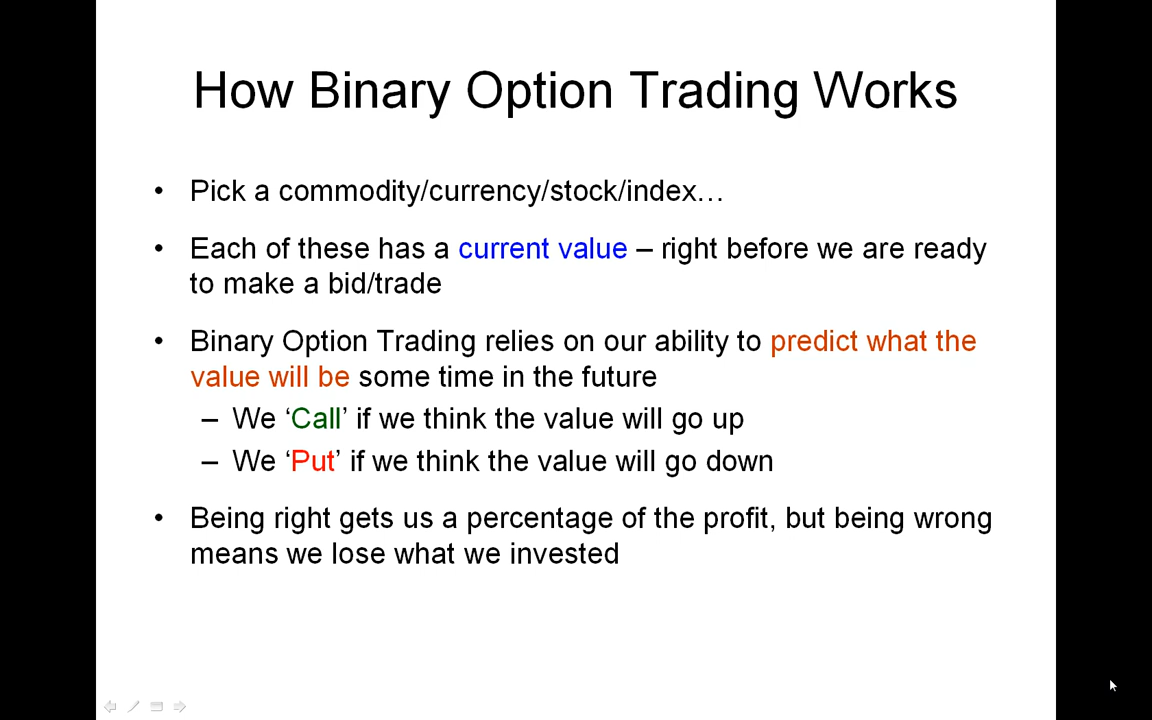 How Binary Option Trading Works
• Pick a commodity/currency/stock/index…
• Each of these has a current value – right before we are ready
to make a bid/trade
• Binary Option Trading relies on our ability to predict what the
value will be some time in the future
– We ‘Call’ if we think the value will go up
– We ‘Put’ if we think the value will go down
• Being right gets us a percentage of the profit, but being wrong
means we lose what we invested